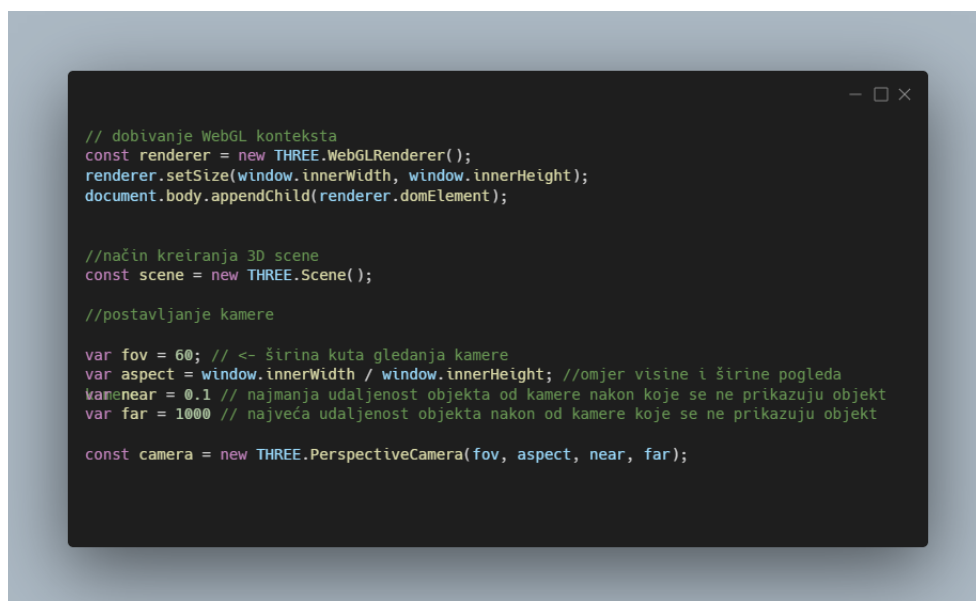 // dobivanje WebGL konteksta
const renderer = new THREE.WebGLRenderer();
renderer.setSize(window.innerWidth, window.innerHeight);
document.body.appendChild(renderer.domElement);
//način kreiranja 3D scene
const scene = new THREE.Scene();
//postavljanje kamere
var fov = 60; // <- širina kuta gledanja kamere
var aspect = window.innerWidth / window.innerHeight; //omjer visine i širine pogleda
kamere
var near = 0.1 // najmanja udaljenost objekta od kamere nakon koje se ne prikazuju objekt
var far = 1000 // najveća udaljenost objekta nakon od kamere koje se ne prikazuju objekt
const camera = new THREE.PerspectiveCamera(fov, aspect, near, far);